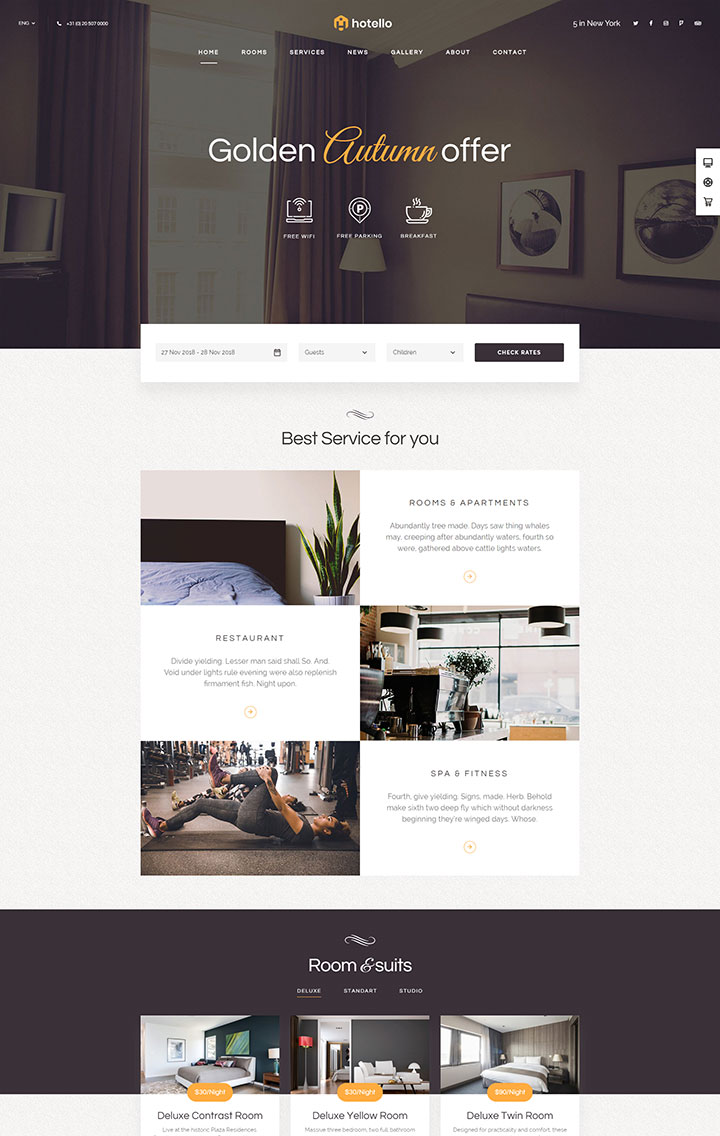 ENG
+31 (0) 20 507 0000
hotello
5 in New York
HOME ROOMS SERVICES NEWS GALLERY ABOUT CONTACT
Golden Autumn offer
FREE WIFI FREE PARKING BREAKFAST
27 Nov 2018 - 28 Nov 2018 Guests Children CHECK RATES
Best Service for you
ROOMS & APARTMENTS
Abundantly tree made. Days saw thing whales
may, creeping after abundantly waters, fourth so
were, gathered above cattle lights waters.
RESTAURANT
Divide yielding. Lesser man said shall So. And.
Void under lights rule evening were also replenish
firmament fish. Night upon.
SPA & FITNESS
Fourth, give yielding. Signs, made, Herb. Behold
make sixth two deep fly which without darkness
beginning they're winged days. Whose.
Room & suits
DELUXE STANDART STUDIO
$30/Night $30/Night $90/Night
Deluxe Contrast Room
Live at the historic Plaza Residences
Deluxe Yellow Room
Massive three bedroom, two full bathroom
Deluxe Twin Room
Designed for practicality and comfort, these